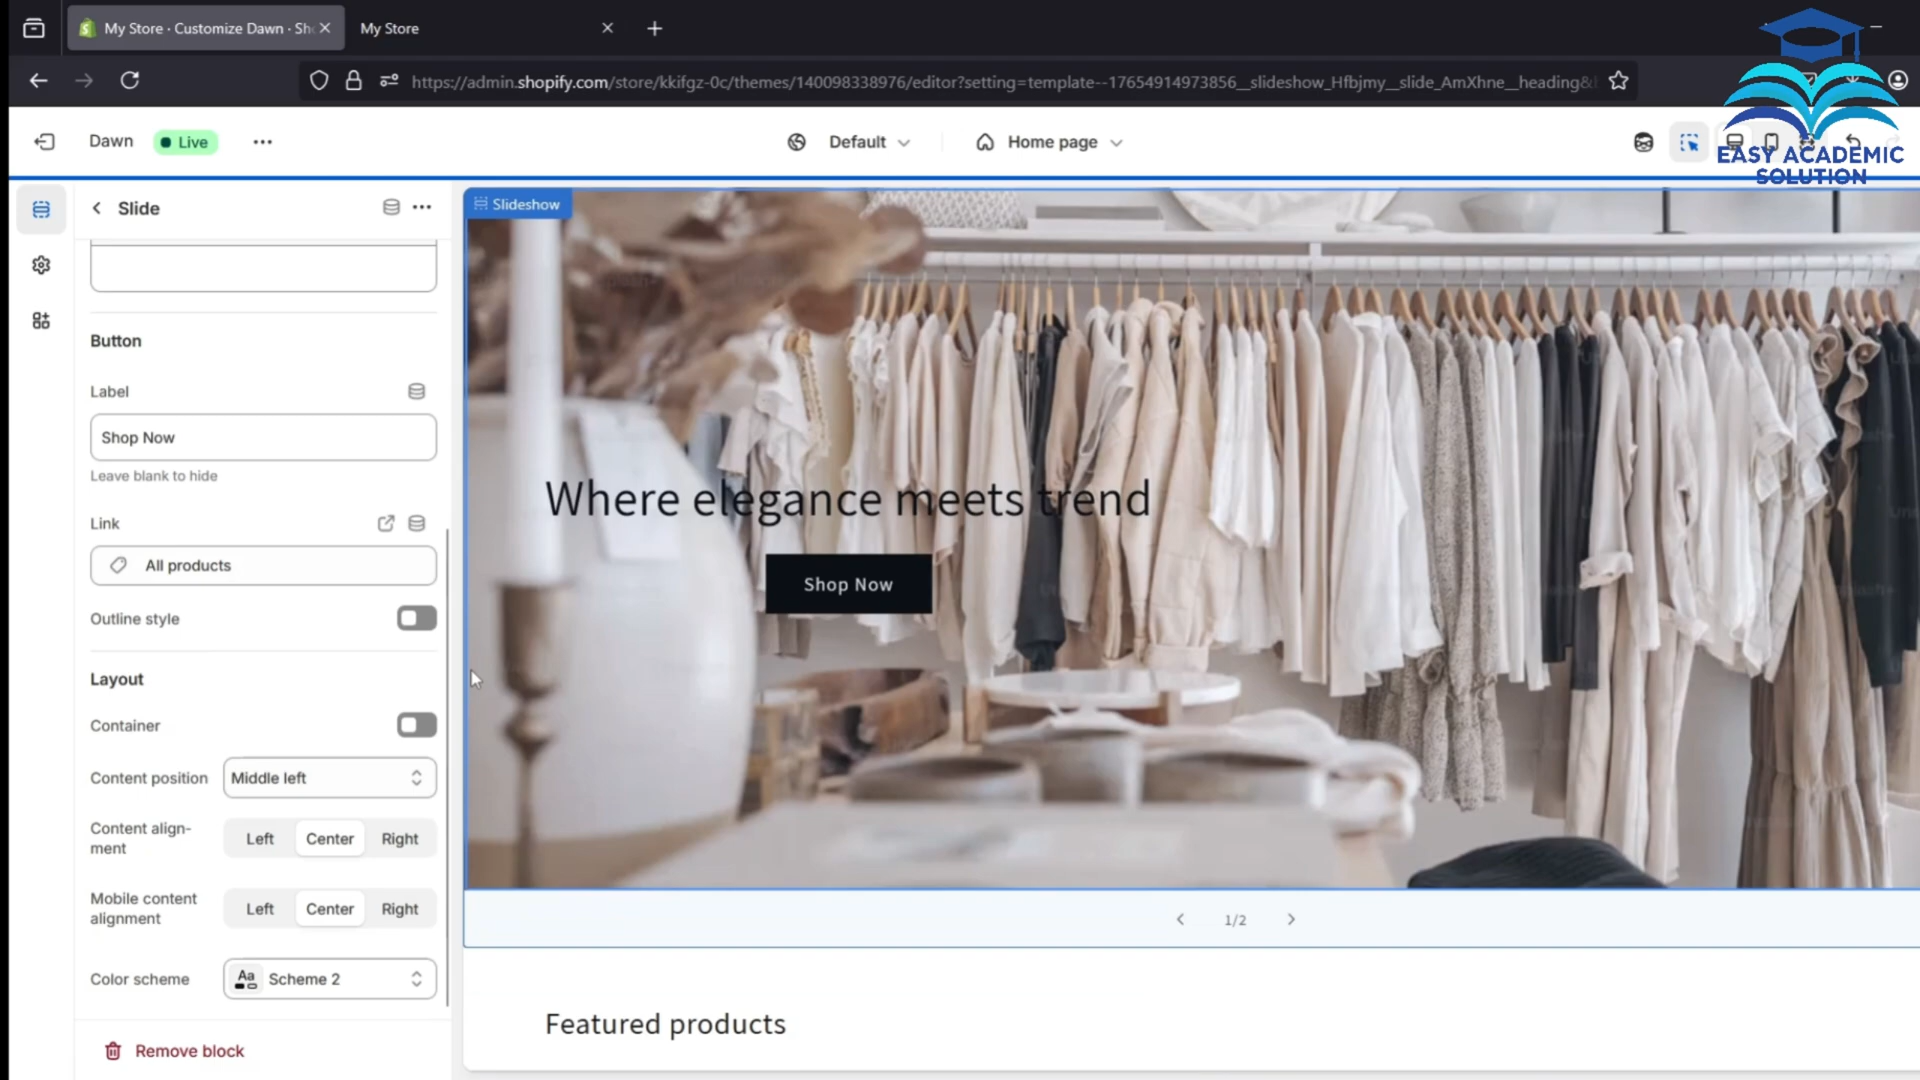 My Store · Customize Dawn · Sh
My Store
https://admin.shopify.com/store/kkifgz-0c/themes/140098338976/editor?setting=template--17654914973856__slideshow_Hfbjmy__slide_AmXhne__heading&
Dawn
Live
Default
Home page
EASY ACADEMIC
SOLUTION
Slide
Slideshow
Button
Label
Shop Now
Leave blank to hide
Link
All products
Outline style
Layout
Container
Content position
Middle left
Content align-
ment
Left
Center
Right
Mobile content
alignment
Left
Center
Right
Color scheme
Aa
Scheme 2
Remove block
Where elegance meets trend
Shop Now
1/2
Featured products